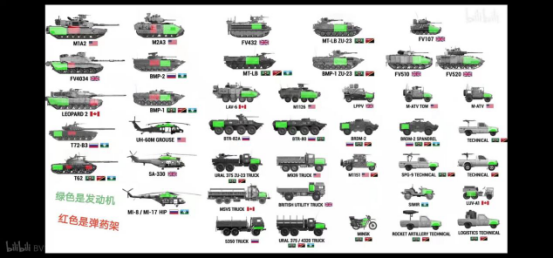 bilibili
M1A2
M2A3
FV432
MT-LB ZU-23
FV107
FV4034
BMP-2
MT-LB
BMP-1 ZU-23
FV510
FV520
LEOPARD 2
BMP-1
LAV-6
M1126
LPPV
M-ATV TOW
M-ATV
T72-B3
UH-60M GROUSE
BTR-82A
BTR-80
BRDM-2
BRDM-2 SPANDREL
TECHNICAL
T62
SA-330
URAL 375 ZU-23 TRUCK
M939 TRUCK
M1151
SPG-9 TECHNICAL
TECHNICAL
绿色是发动机
MI-8 / MI-17 HIP
MSVS TRUCK
BRITISH UTILITY TRUCK
SIMIR
LUV-A1
红色是弹药架
5350 TRUCK
URAL 375 / 4320 TRUCK
MINSK
ROCKET ARTILLERY TECHNICAL
LOGISTICS TECHNICAL
bilibili BV